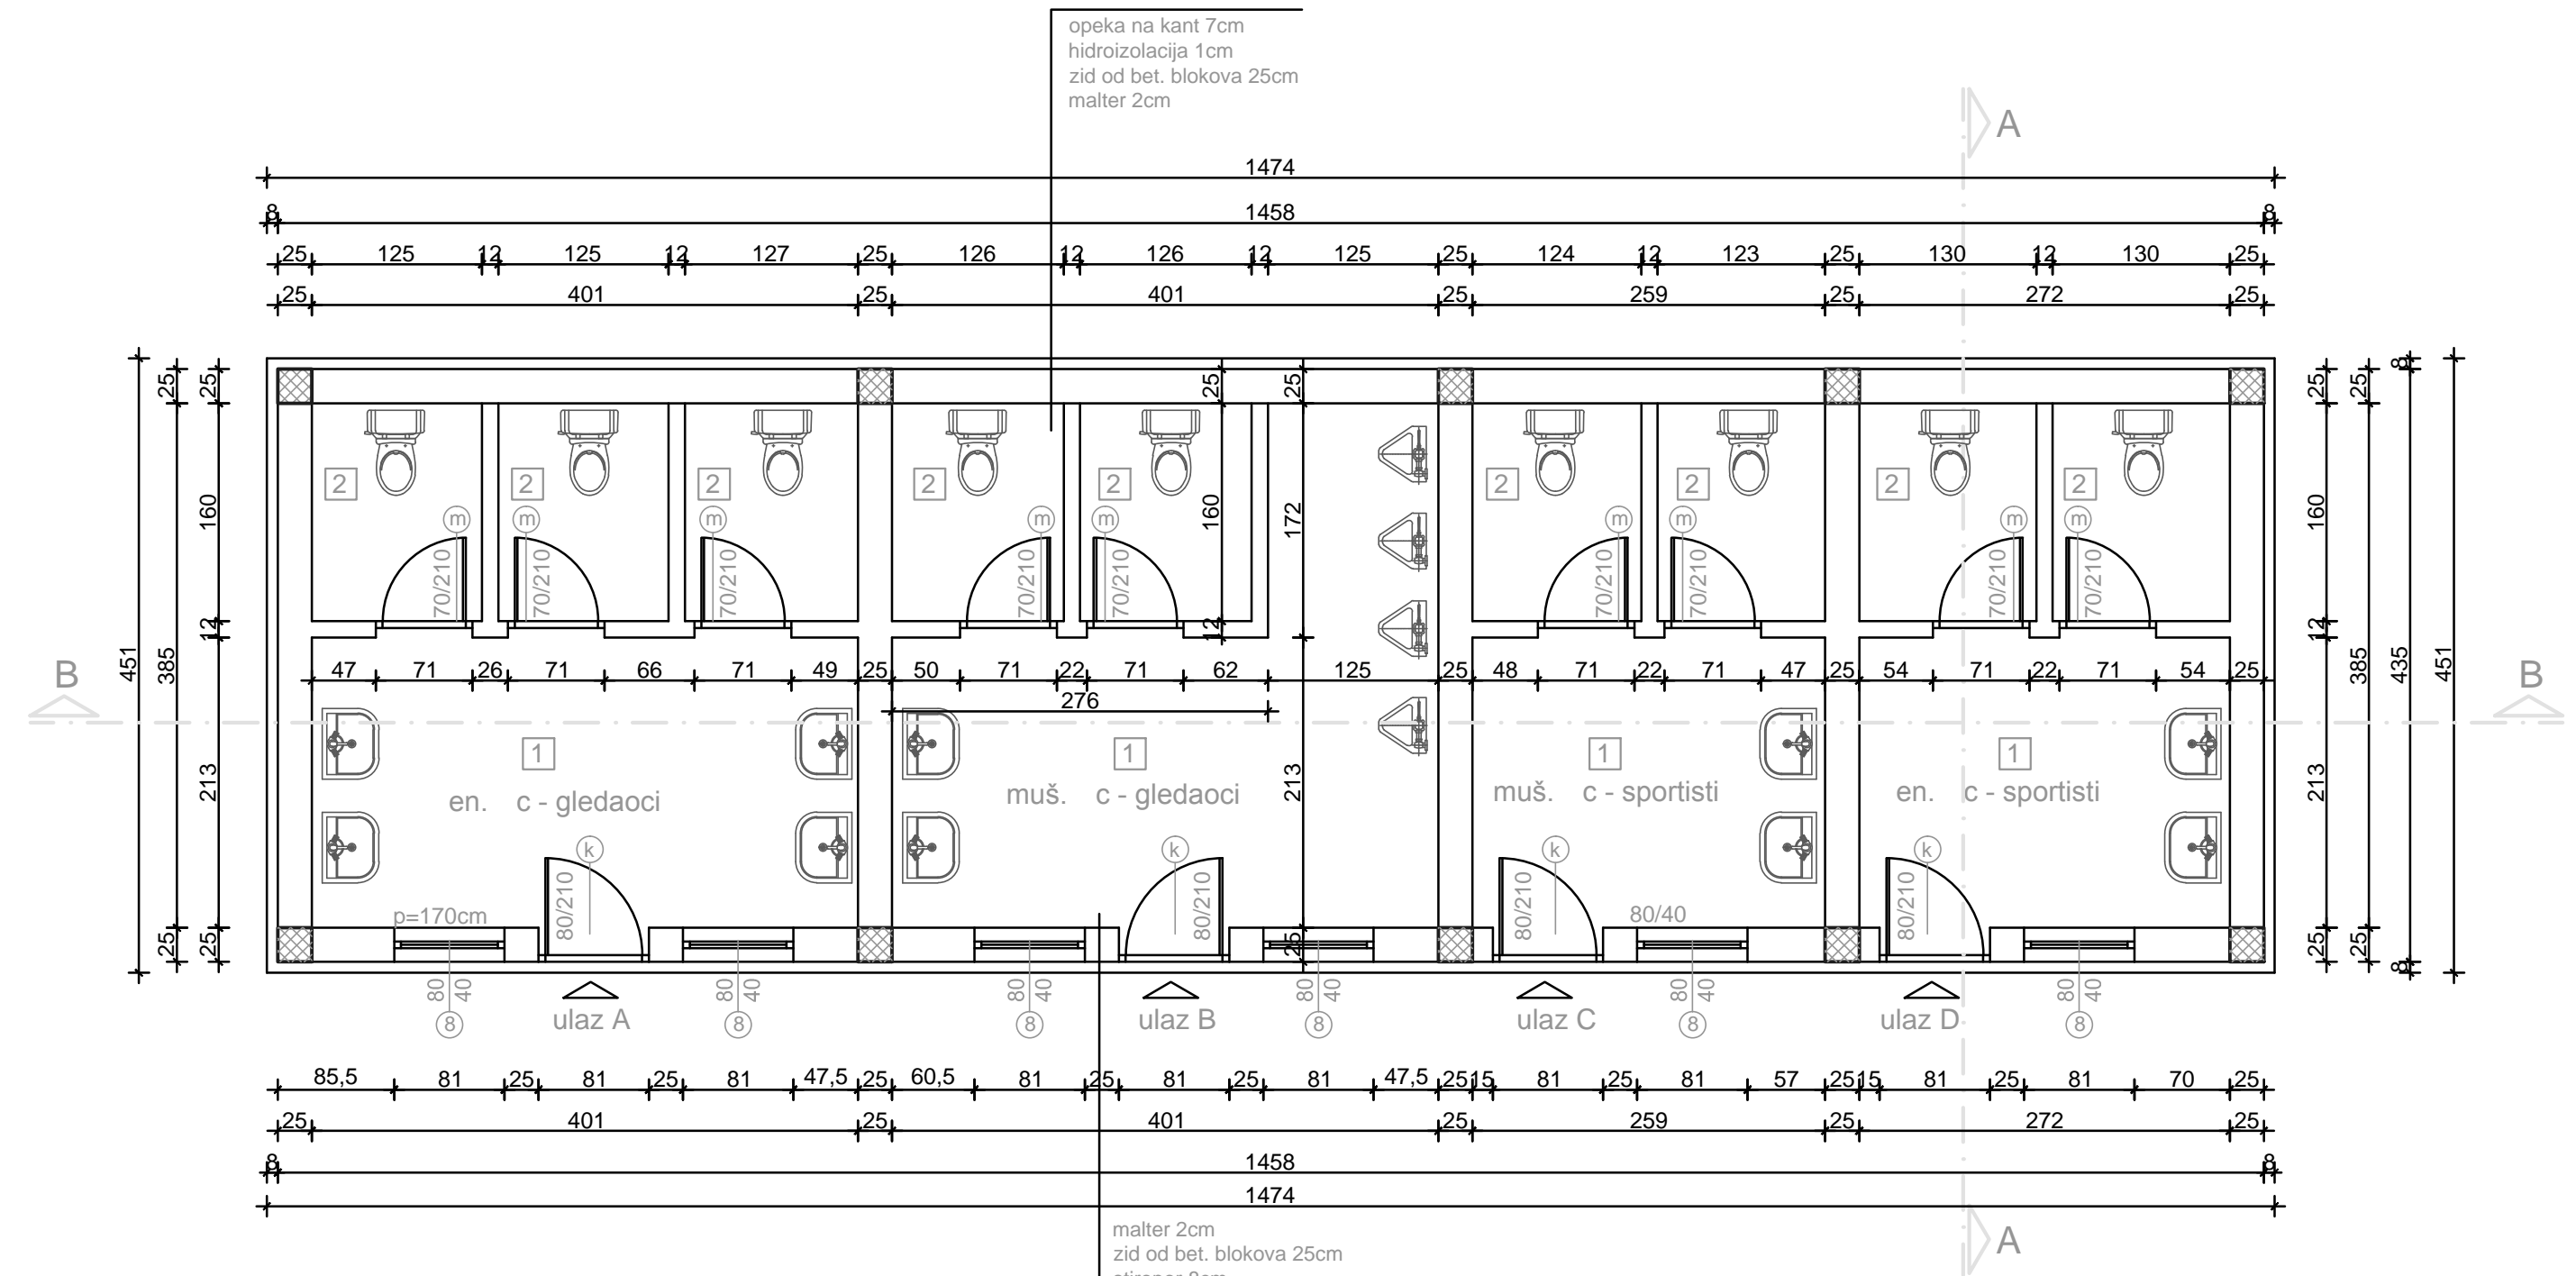 opeka na kant 7cm
hidroizolacija 1cm
zid od bet. blokova 25cm
malter 2cm
A
1474
8 1458 8
25 125 12 125 12 127 25 126 12 126 12 125 25 124 12 123 25 130 12 130 25
25 401 25 401 25 259 25 272 25
25 25 25 25 25 25 8
2 2 2 2 2 2 2 2 2
m m m m m m m m m
160 160 172 160
70/210 70/210 70/210 70/210 70/210 70/210 70/210 70/210 70/210
12 12 12
451 385 385 435 451
47 71 26 71 66 71 49 25 50 71 22 71 62 125 25 48 71 22 71 47 25 54 71 22 71 54 25
B 276 B
1 1 1 1
213 213 213
en. c - gledaoci
muš. c - gledaoci
muš. c - sportisti
en. c - sportisti
k k k k
80/210 80/210 80/210 80/210
p=170cm 80/40
25 25 25 25 25 8
80 40 80 40 80 40 80 40 80 40 80 40
8 8 8 8 8 8
ulaz A ulaz B ulaz C ulaz D
85,5 81 25 81 25 81 47,5 25 60,5 81 25 81 25 81 47,5 25 15 81 25 81 57 25 15 81 25 81 70 25
25 401 25 401 25 259 25 272 25
8 1458 8
1474
malter 2cm
A
zid od bet. blokova 25cm